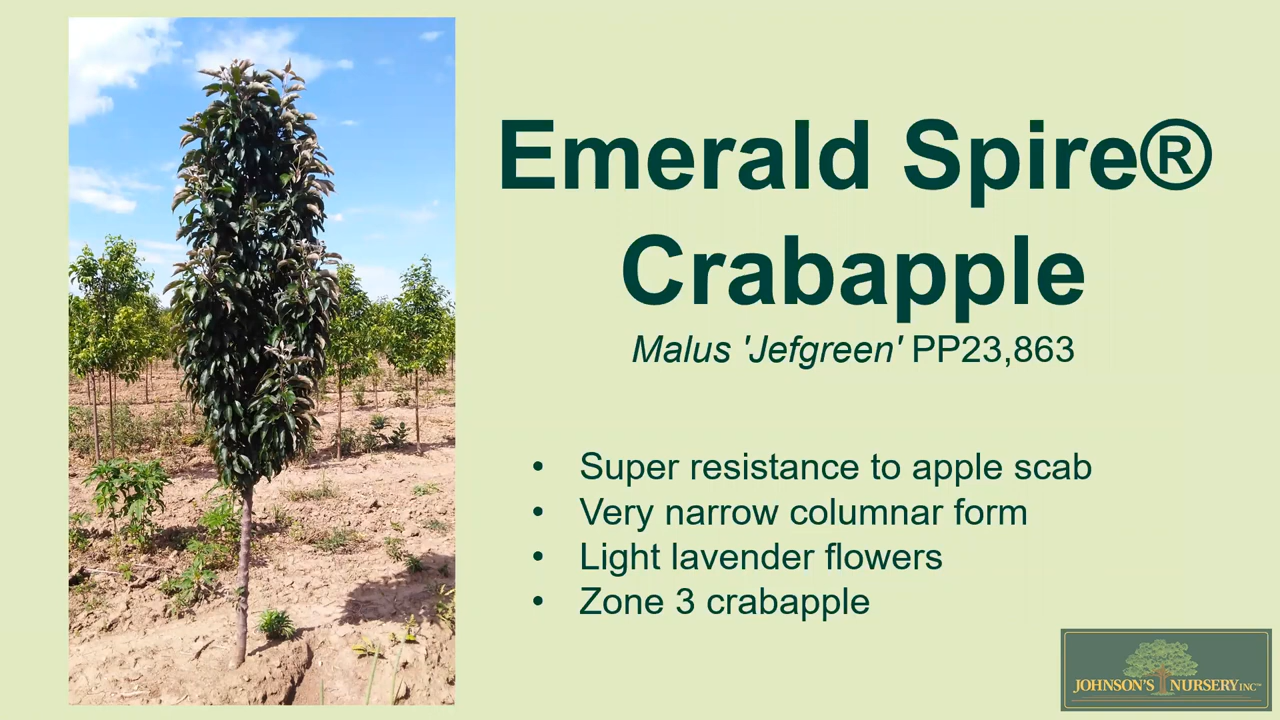 Emerald Spire®
Crabapple
Malus 'Jefgreen' PP23,863
• Super resistance to apple scab
• Very narrow columnar form
• Light lavender flowers
• Zone 3 crabapple
JOHNSON'S NURSERY INC™